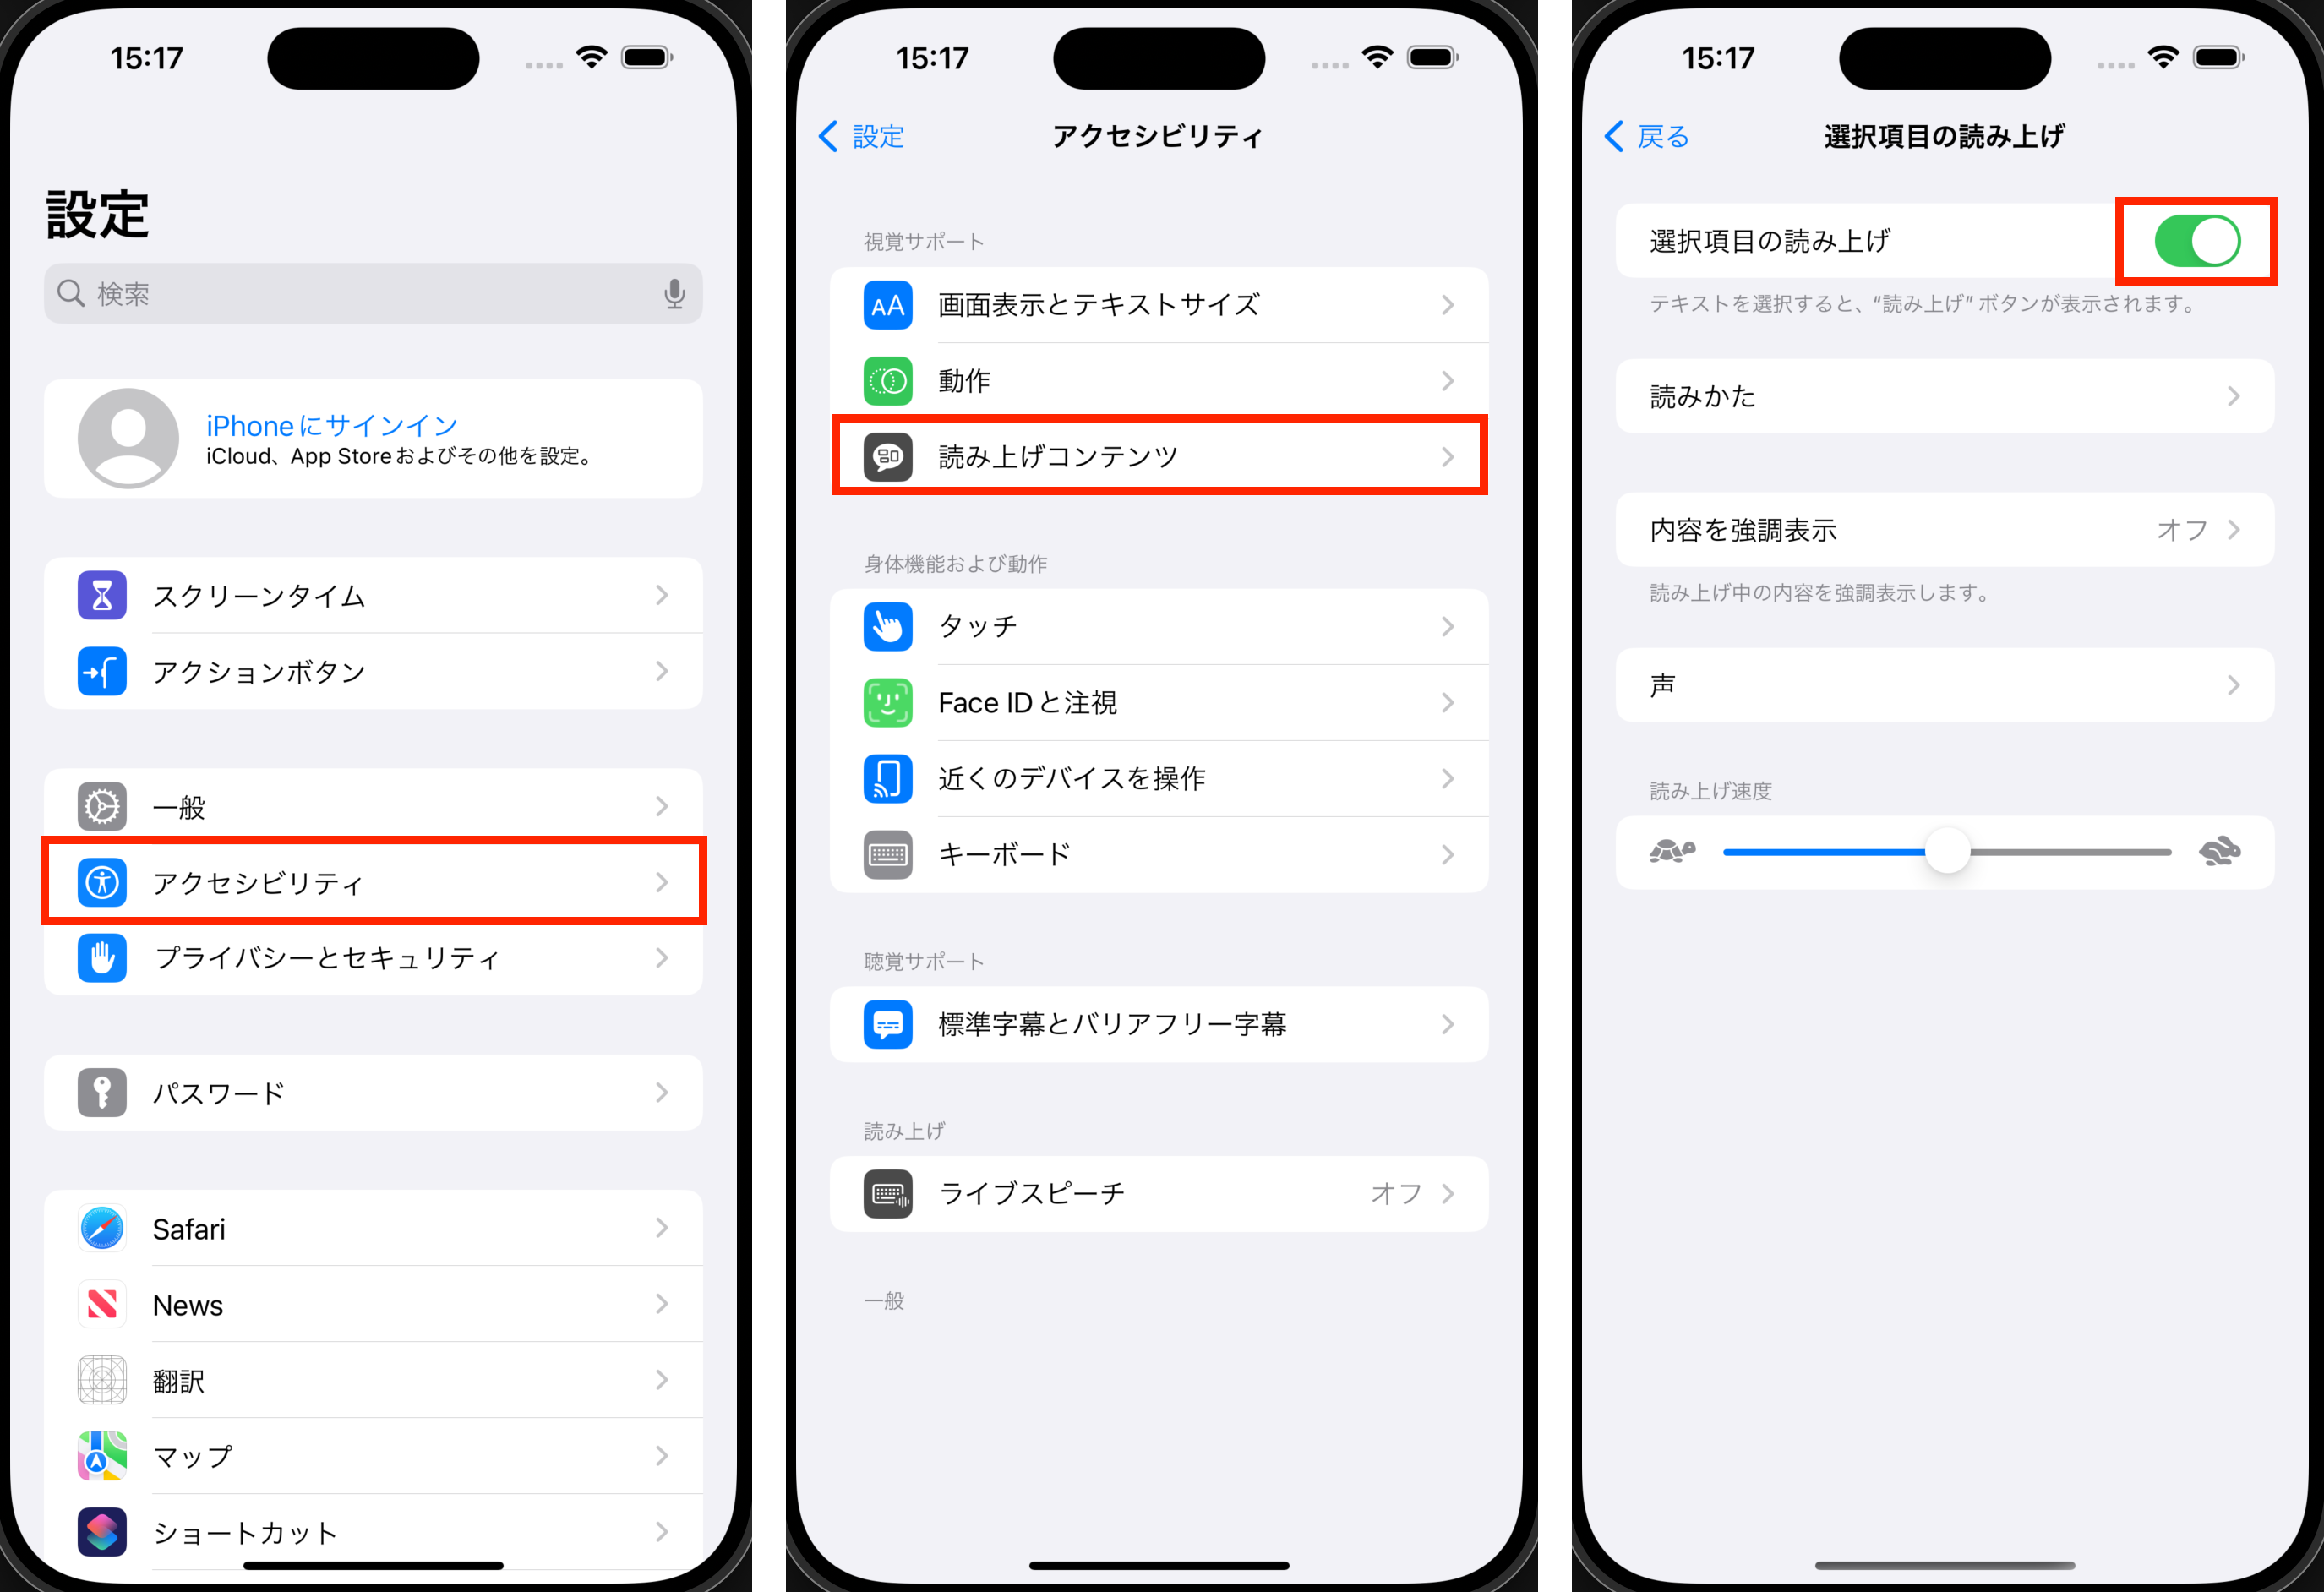 15:17
設定
検索
iPhoneにサインイン
iCloud、App Storeおよびその他を設定。
スクリーンタイム
アクションボタン
一般
アクセシビリティ
プライバシーとセキュリティ
パスワード
Safari
News
翻訳
マップ
ショートカット
15:17
設定
アクセシビリティ
視覚サポート
AA 画面表示とテキストサイズ
動作
読み上げコンテンツ
身体機能および動作
タッチ
Face IDと注視
近くのデバイスを操作
キーボード
聴覚サポート
標準字幕とバリアフリー字幕
読み上げ
ライブスピーチ オフ
一般
15:17
戻る
選択項目の読み上げ
選択項目の読み上げ
テキストを選択すると、“読み上げ” ボタンが表示されます。
読みかた
内容を強調表示 オフ
読み上げ中の内容を強調表示します。
声
読み上げ速度